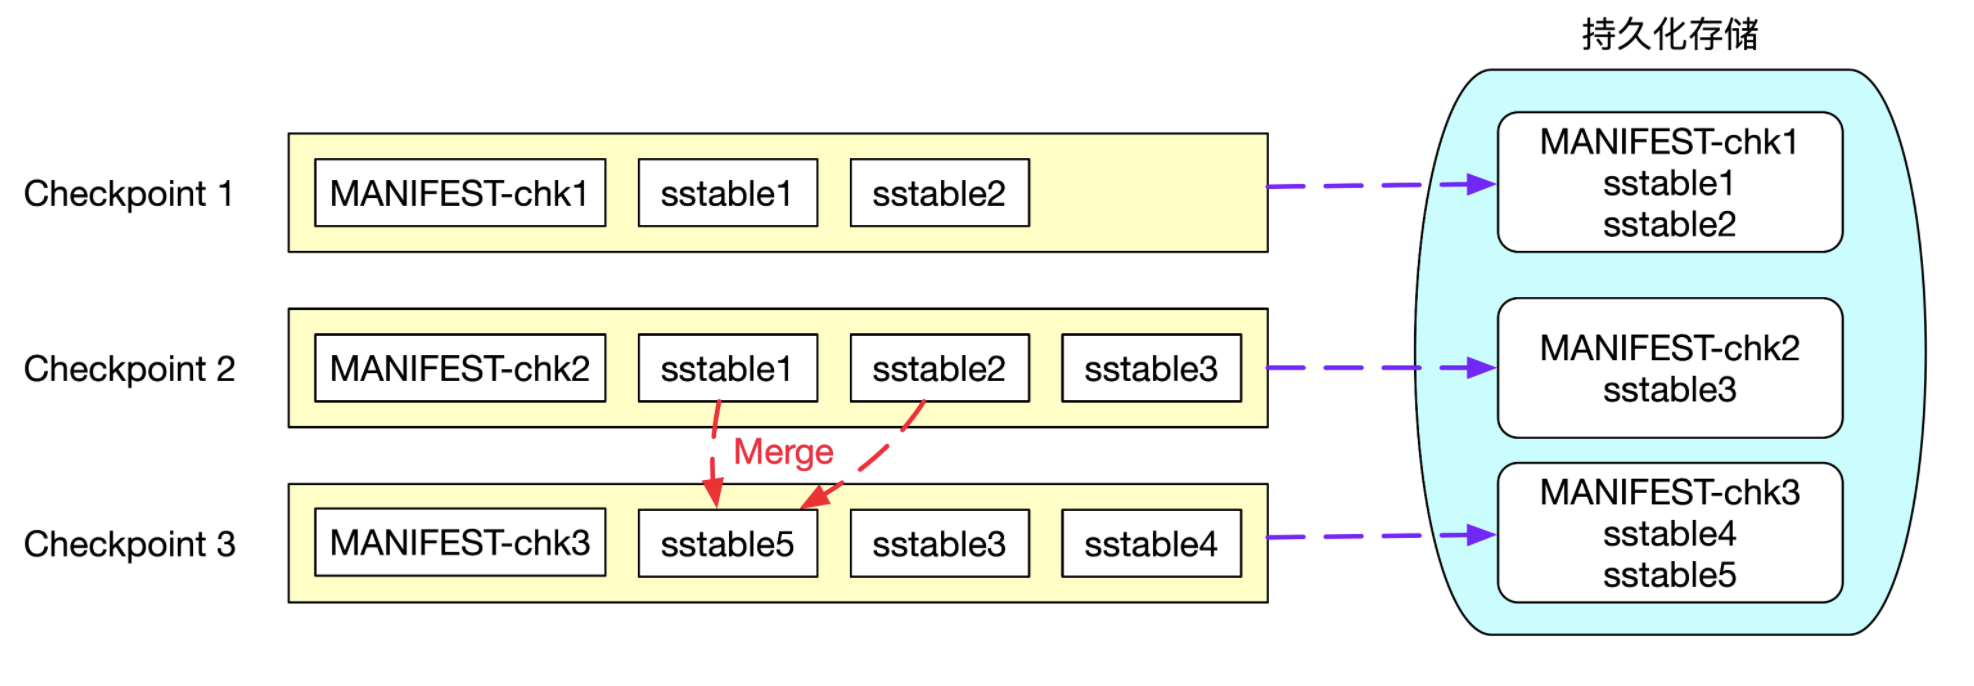 持久化存储
Checkpoint 1
MANIFEST-chk1
sstable1
sstable2
MANIFEST-chk1
sstable1
sstable2
Checkpoint 2
MANIFEST-chk2
sstable1
sstable2
sstable3
MANIFEST-chk2
sstable3
Merge
Checkpoint 3
MANIFEST-chk3
sstable5
sstable3
sstable4
MANIFEST-chk3
sstable4
sstable5